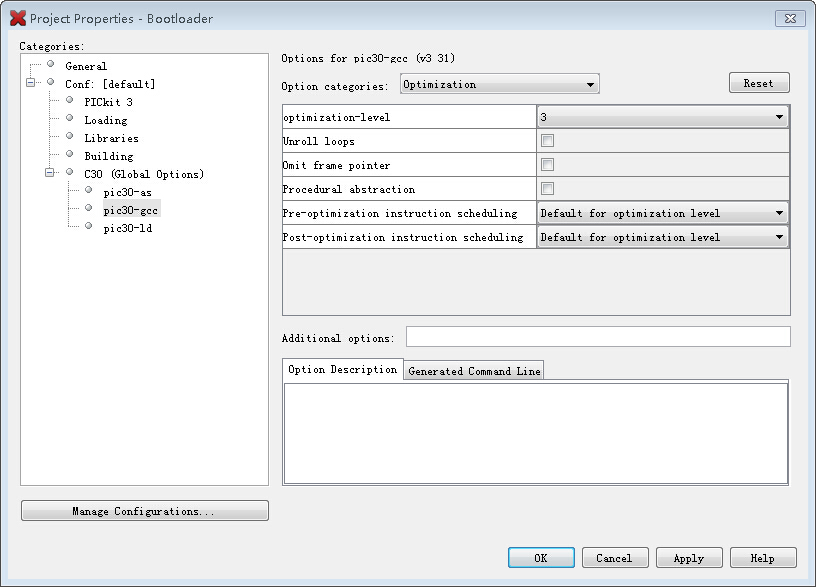 Project Properties - Bootloader
Categories:
General
Conf: [default]
PICkit 3
Loading
Libraries
Building
C30 (Global Options)
pic30-as
pic30-gcc
pic30-ld
Manage Configurations...
Options for pic30-gcc (v3 31)
Option categories: Optimization
Reset
optimization-level 3
Unroll loops
Omit frame pointer
Procedural abstraction
Pre-optimization instruction scheduling Default for optimization level
Post-optimization instruction scheduling Default for optimization level
Additional options:
Option Description Generated Command Line
OK Cancel Apply Help